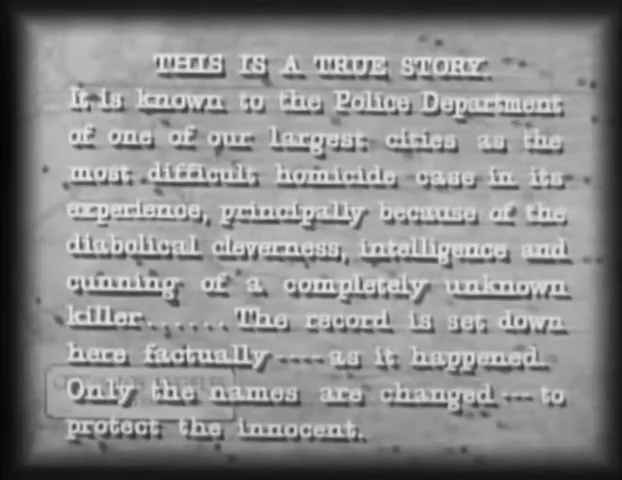 THIS IS A TRUE STORY.
It is known to the Police Department
of one of our largest cities as the
most difficult homicide case in its
experience, principally because of the
diabolical cleverness, intelligence and
cunning of a completely unknown
killer......The record is set down
here factually----as it happened.
Only the names are changed---to
protect the innocent.